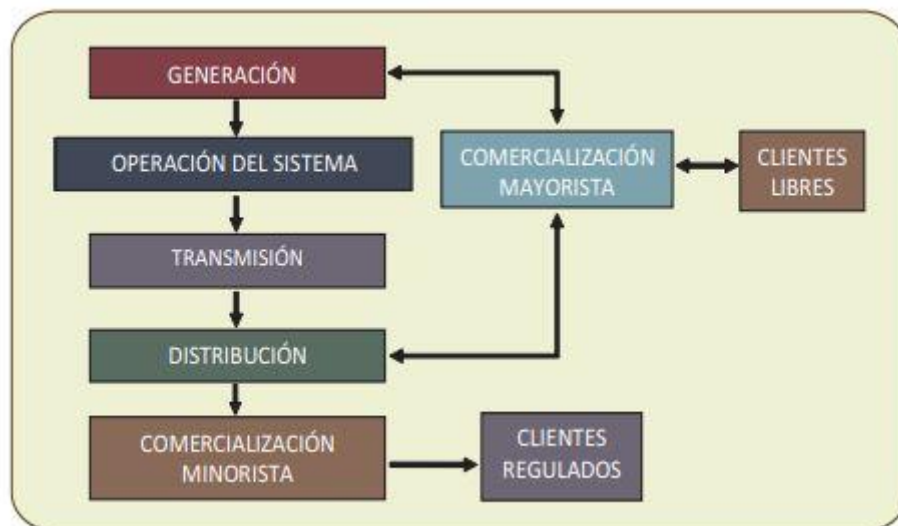 GENERACIÓN
OPERACIÓN DEL SISTEMA
TRANSMISIÓN
DISTRIBUCIÓN
COMERCIALIZACIÓN
MINORISTA
COMERCIALIZACIÓN
MAYORISTA
CLIENTES
LIBRES
CLIENTES
REGULADOS